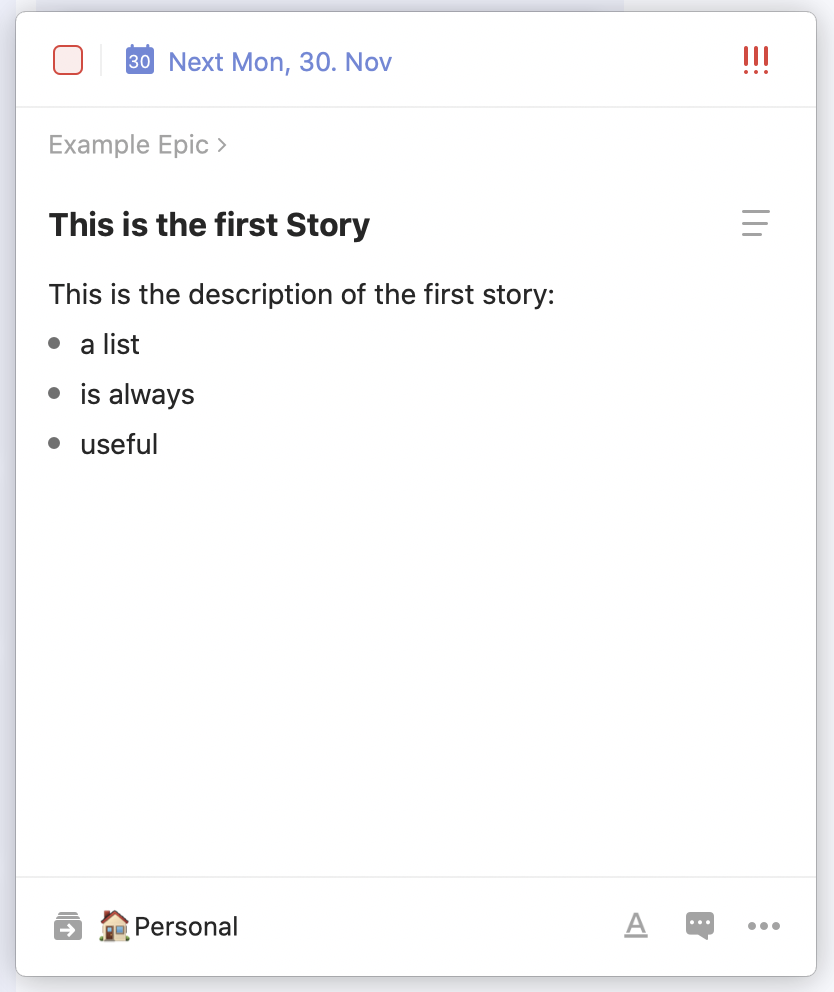 30 Next Mon, 30. Nov !!!
Example Epic >
This is the first Story
This is the description of the first story:
• a list
• is always
• useful
Personal A